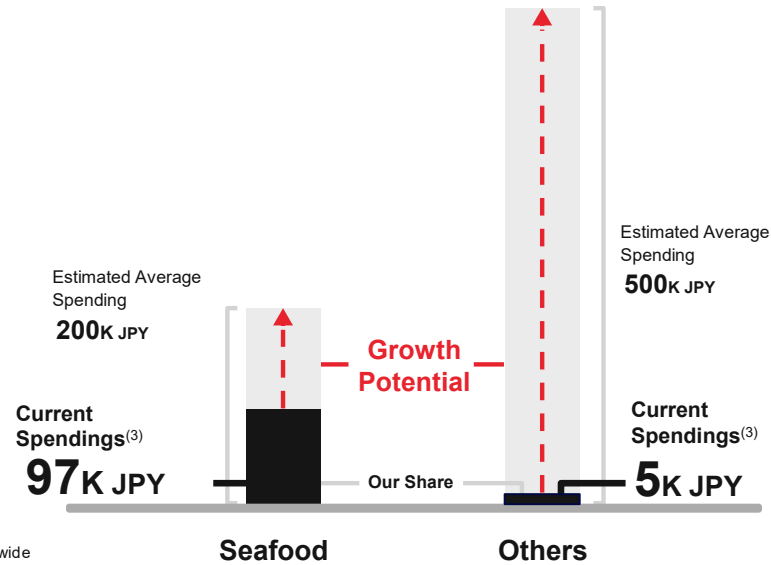 Estimated Average
Spending
200K JPY
Current
Spendings(3)
97K JPY
Growth
Potential
Our Share
Estimated Average
Spending
500K JPY
Current
Spendings(3)
5K JPY
wide
Seafood
Others